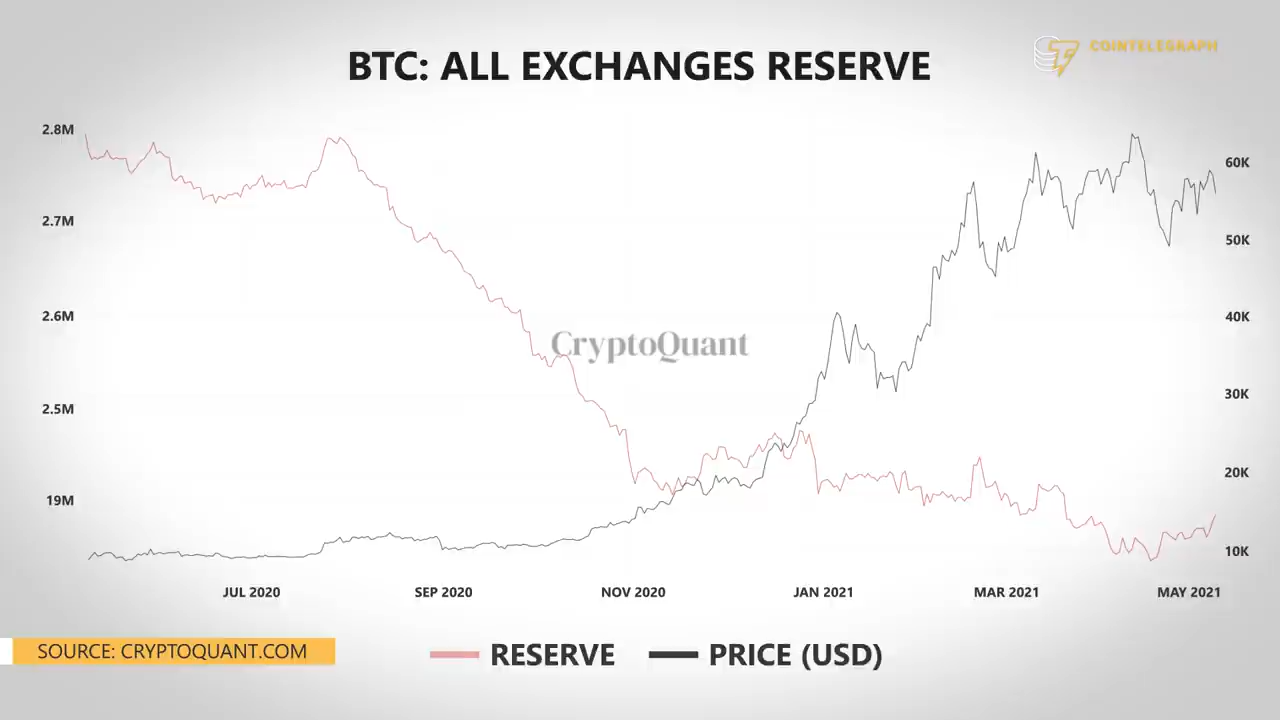 BTC: ALL EXCHANGES RESERVE
COINTELEGRAPH
2.8M
2.7M
2.6M
2.5M
19M
60K
50K
40K
30K
20K
10K
CryptoQuant
JUL 2020 SEP 2020 NOV 2020 JAN 2021 MAR 2021 MAY 2021
SOURCE: CRYPTOQUANT.COM
RESERVE PRICE (USD)